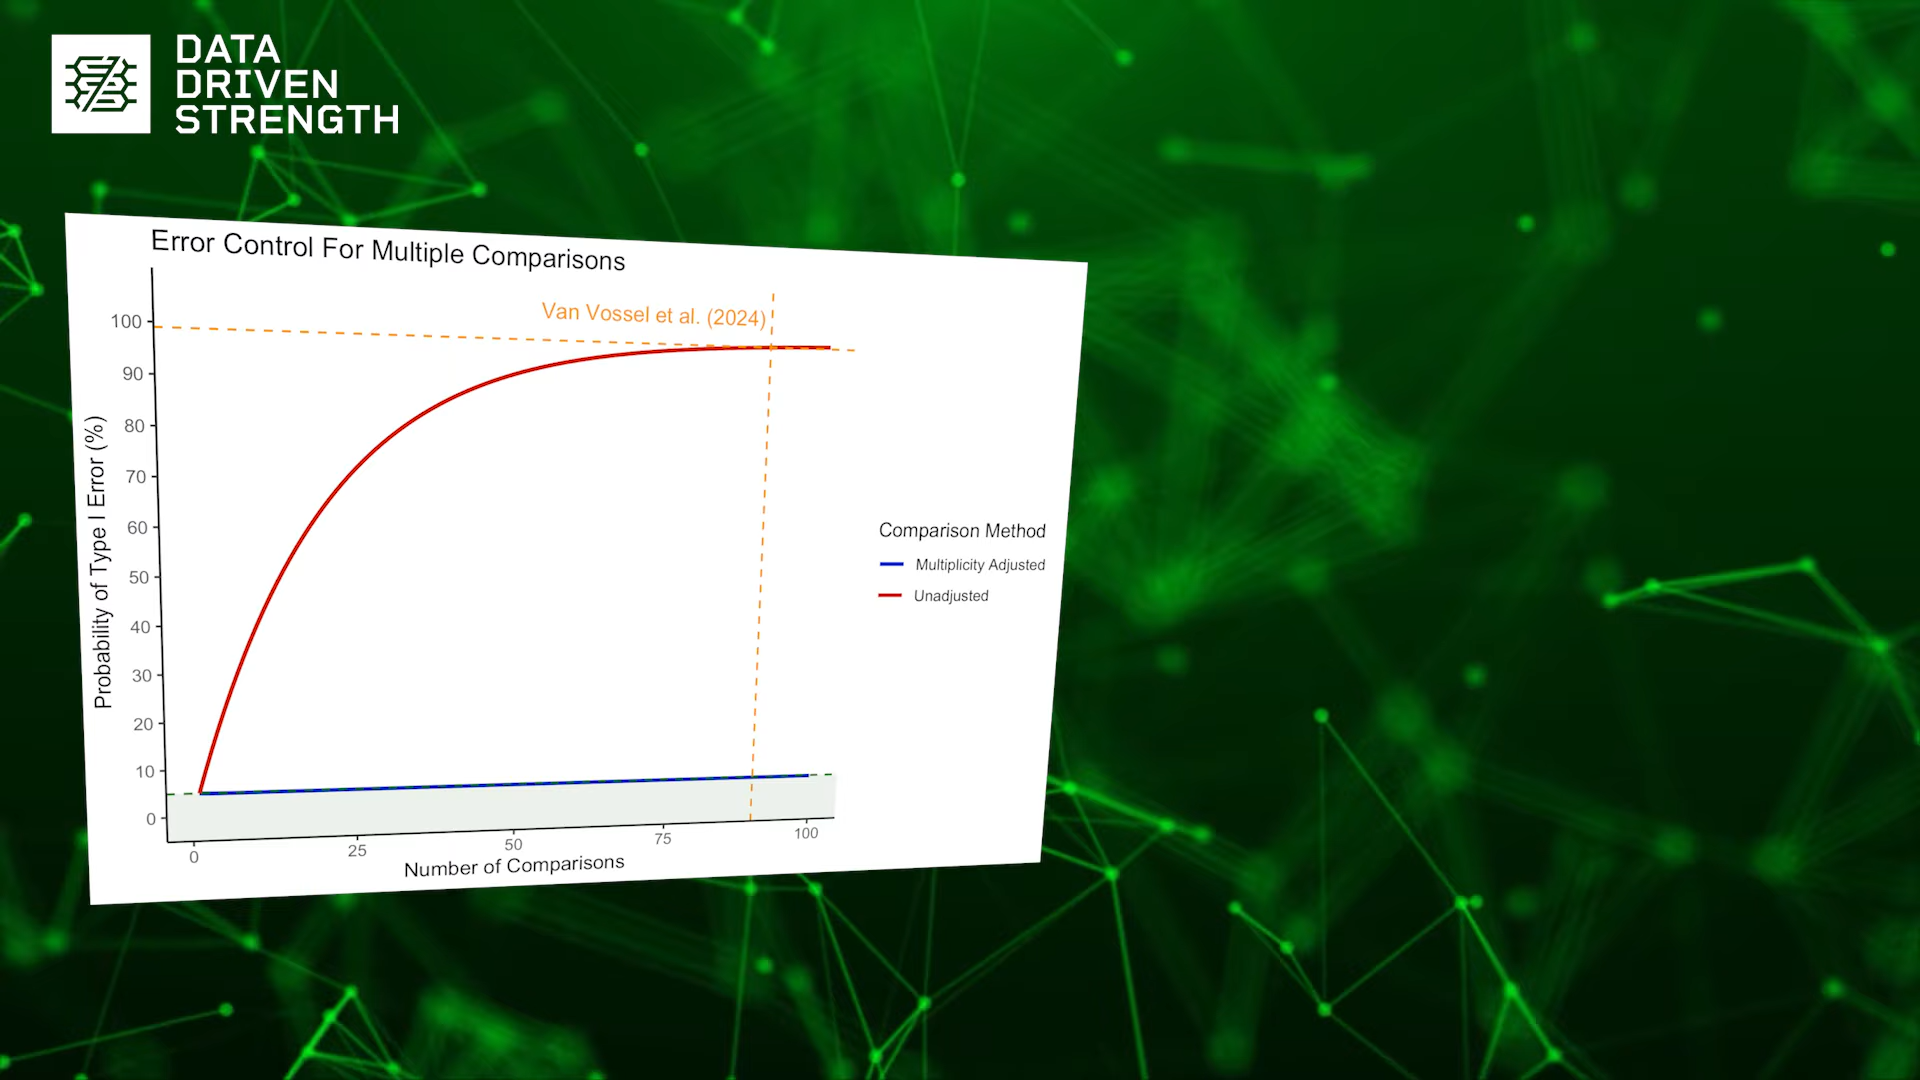 DATA
DRIVEN
STRENGTH
Error Control For Multiple Comparisons
Van Vossel et al. (2024)
Probability of Type I Error (%)
100
90
80
70
60
50
40
30
20
10
0
0
25
50
75
100
Number of Comparisons
Comparison Method
Multiplicity Adjusted
Unadjusted